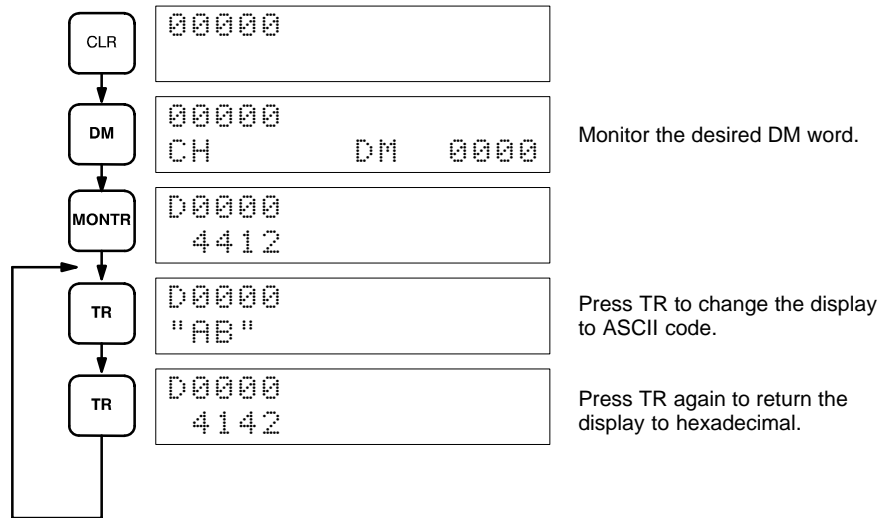 CLR
00000
DM
00000
CH DM 0000
Monitor the desired DM word.
MONTR
D0000
4412
TR
D0000
"AB"
Press TR to change the display
to ASCII code.
TR
D0000
4142
Press TR again to return the
display to hexadecimal.